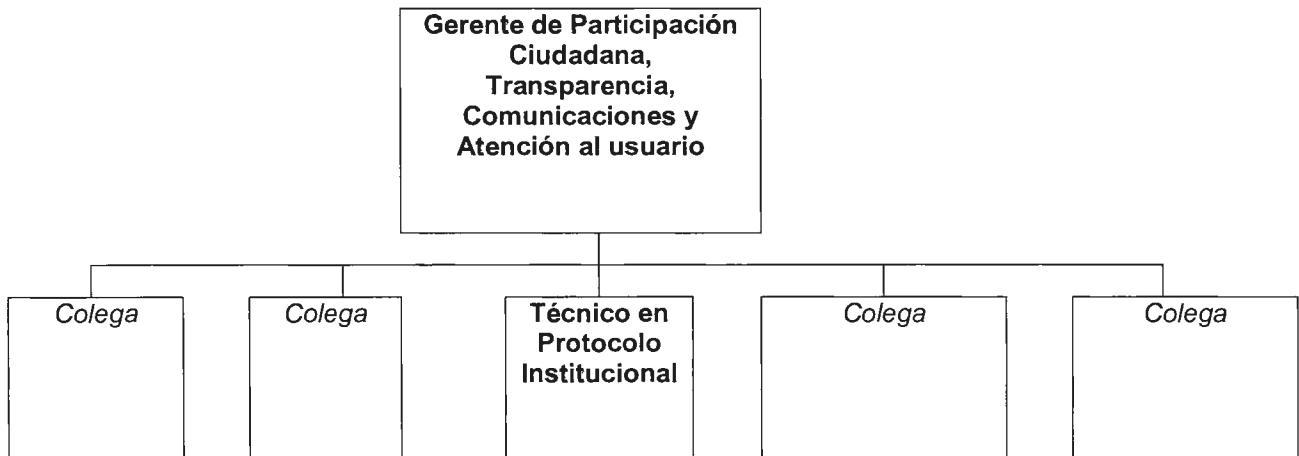 Gerente de Participación
Ciudadana,
Transparencia,
Comunicaciones y
Atención al usuario
Colega
Colega
Técnico en
Protocolo
Institucional
Colega
Colega